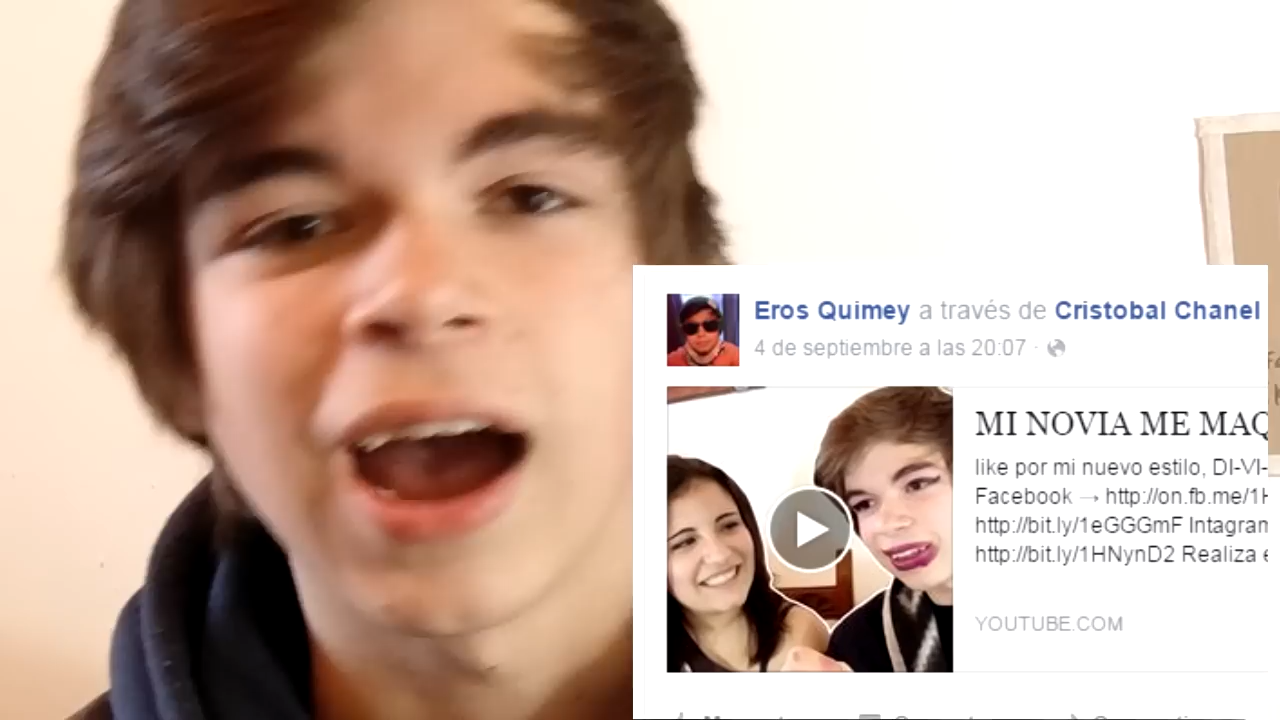 Eros Quimey a través de Cristobal Chanel
4 de septiembre a las 20:07 ·
MI NOVIA ME MAQ
like por mi nuevo estilo, DI-VI-
Facebook → http://on.fb.me/1H
http://bit.ly/1eGGGmF Intagram
http://bit.ly/1HNynD2 Realiza e
YOUTUBE.COM